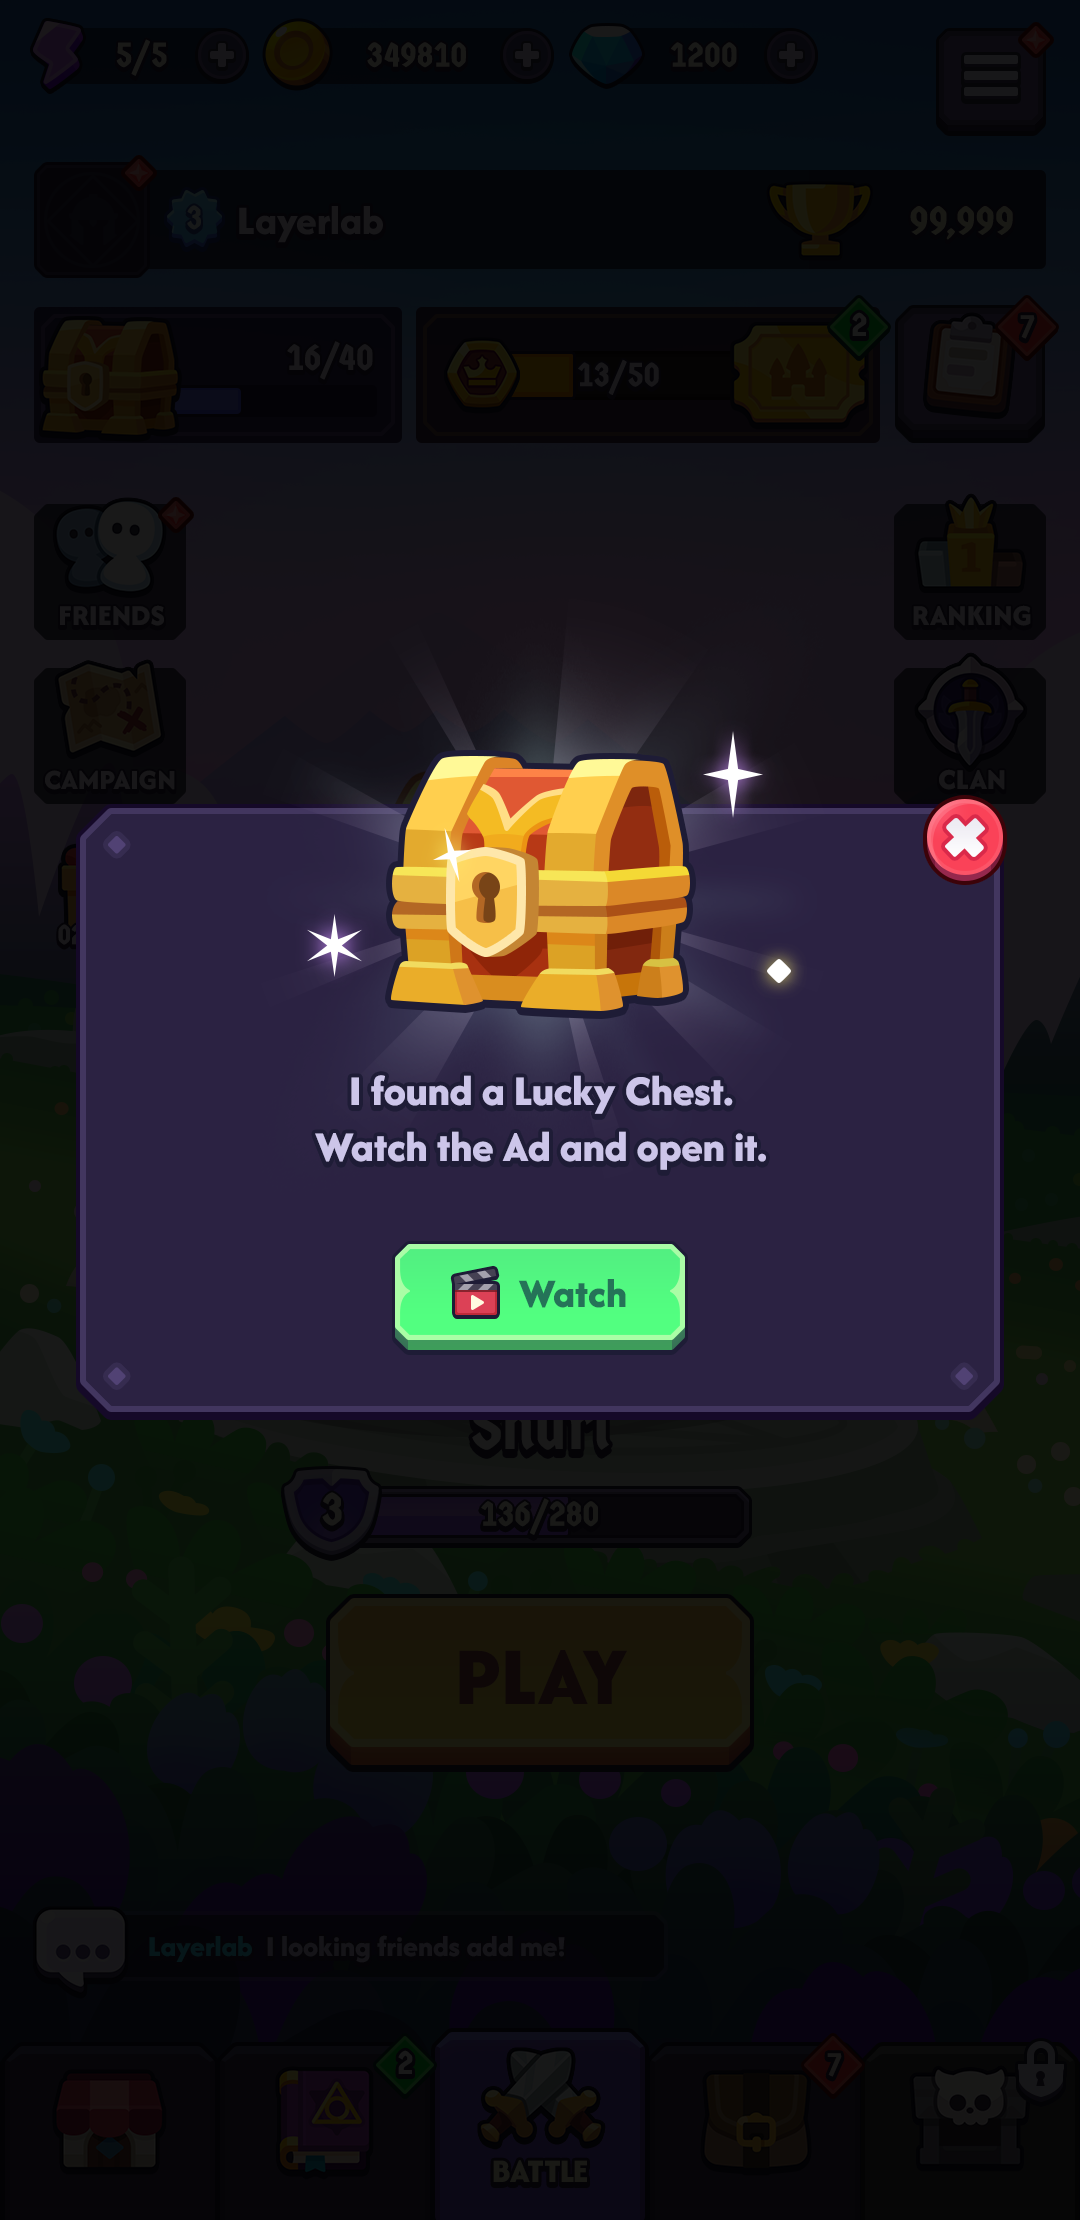 5/5
349810
1200
3
Layerlab
99,999
16/40
13/50
2
7
FRIENDS
1
RANKING
CAMPAIGN
CLAN
I found a Lucky Chest.
Watch the Ad and open it.
Watch
3
136/280
PLAY
Layerlab I looking friends add me!
2
7
BATTLE